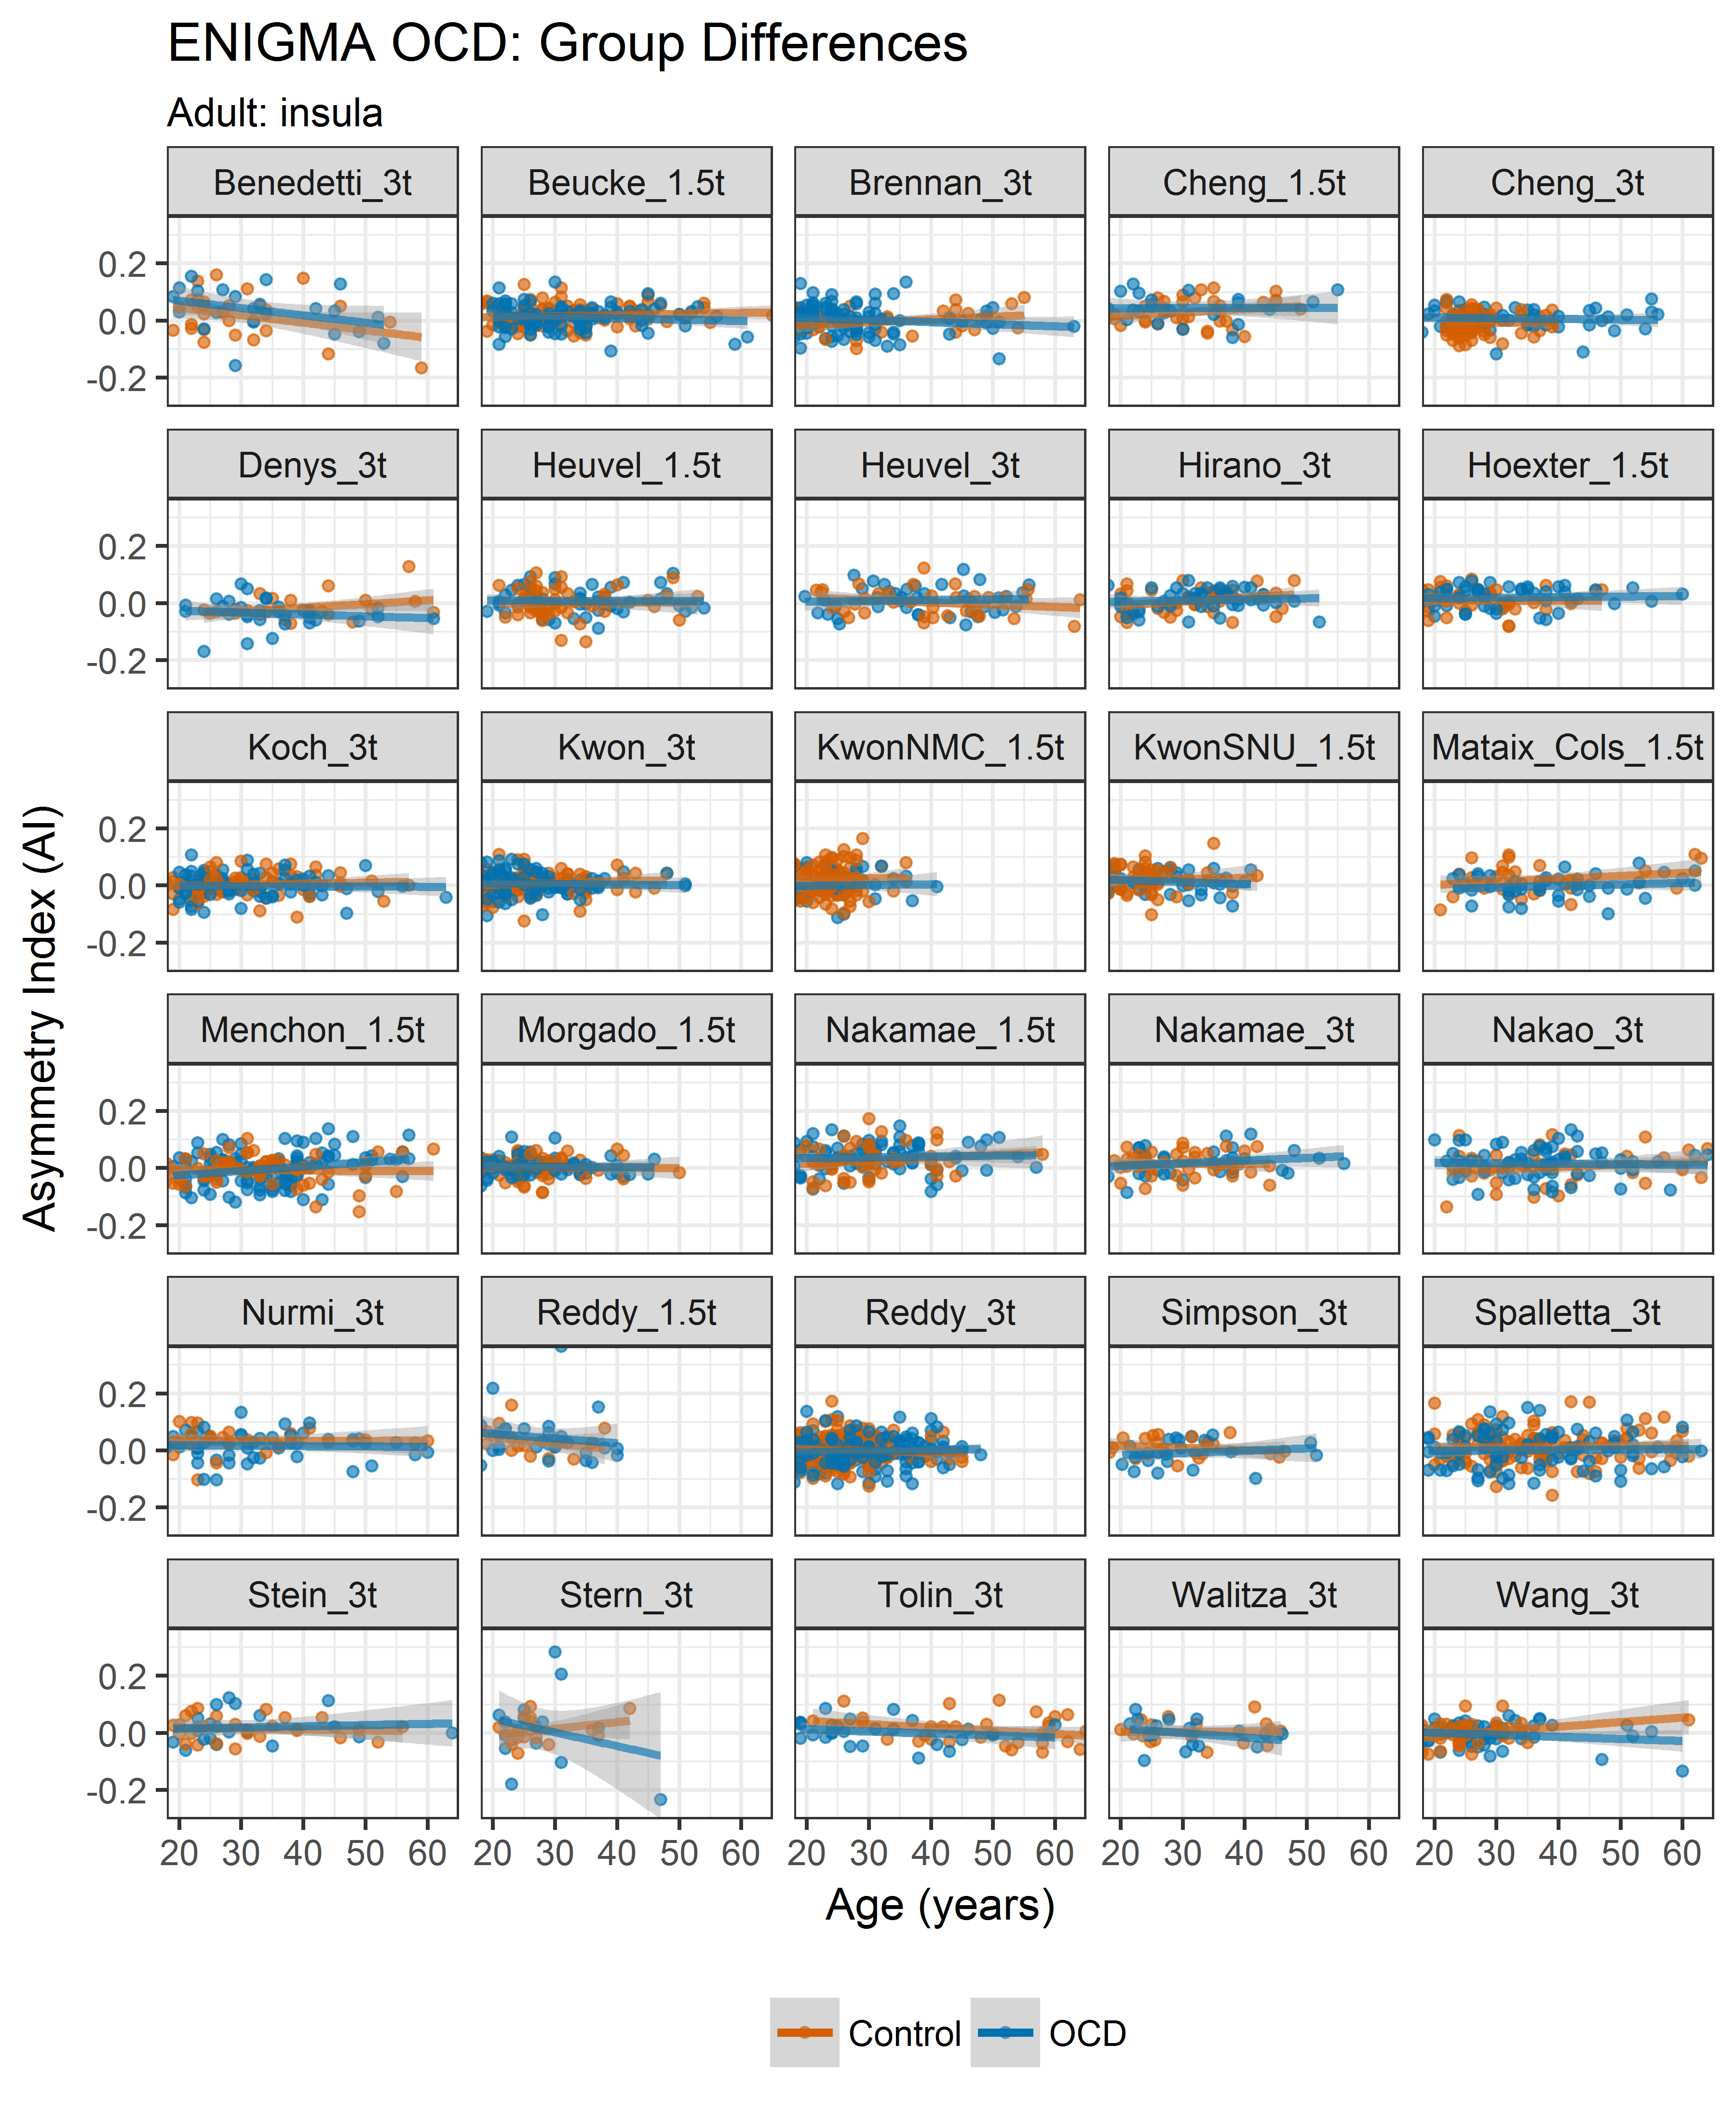 ENIGMA OCD: Group Differences
Adult: insula
Benedetti_3t Beucke_1.5t Brennan_3t Cheng_1.5t Cheng_3t
0.2
0.0
-0.2
Denys_3t Heuvel_1.5t Heuvel_3t Hirano_3t Hoexter_1.5t
0.2
0.0
-0.2
Koch_3t Kwon_3t KwonNMC_1.5t KwonSNU_1.5t Mataix_Cols_1.5t
0.2
0.0
-0.2
Menchon_1.5t Morgado_1.5t Nakamae_1.5t Nakamae_3t Nakao_3t
0.2
0.0
-0.2
Nurmi_3t Reddy_1.5t Reddy_3t Simpson_3t Spalletta_3t
0.2
0.0
-0.2
Stein_3t Stern_3t Tolin_3t Walitza_3t Wang_3t
0.2
0.0
-0.2
20 30 40 50 60 20 30 40 50 60 20 30 40 50 60 20 30 40 50 60 20 30 40 50 60
Asymmetry Index (AI)
Age (years)
Control OCD